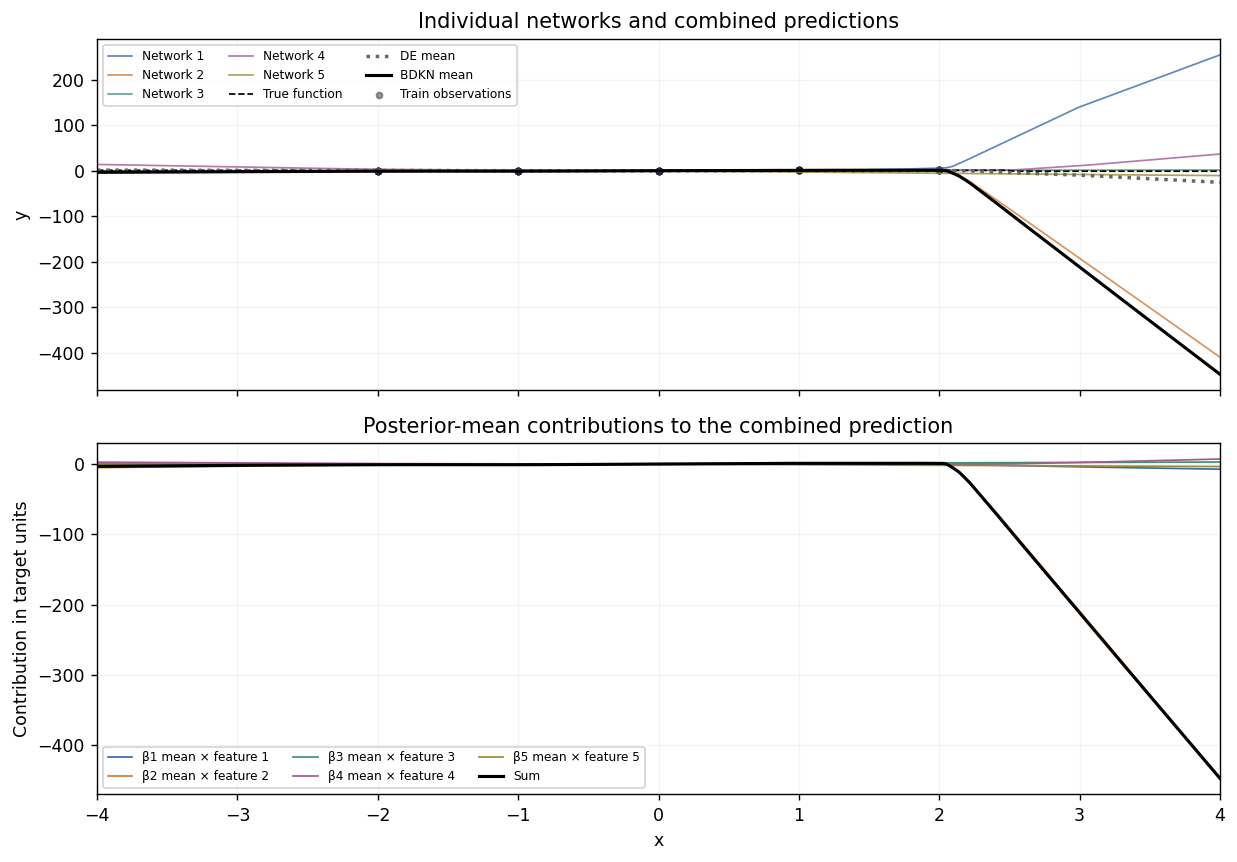 Individual networks and combined predictions
Network 1 Network 4 DE mean
Network 2 Network 5 BDKN mean
Network 3 True function Train observations
200
100
0
−100
−200
−300
−400
y
Posterior-mean contributions to the combined prediction
0
−100
−200
−300
−400
Contribution in target units
β1 mean × feature 1 β3 mean × feature 3 β5 mean × feature 5
β2 mean × feature 2 β4 mean × feature 4 Sum
−4 −3 −2 −1 0 1 2 3 4
x